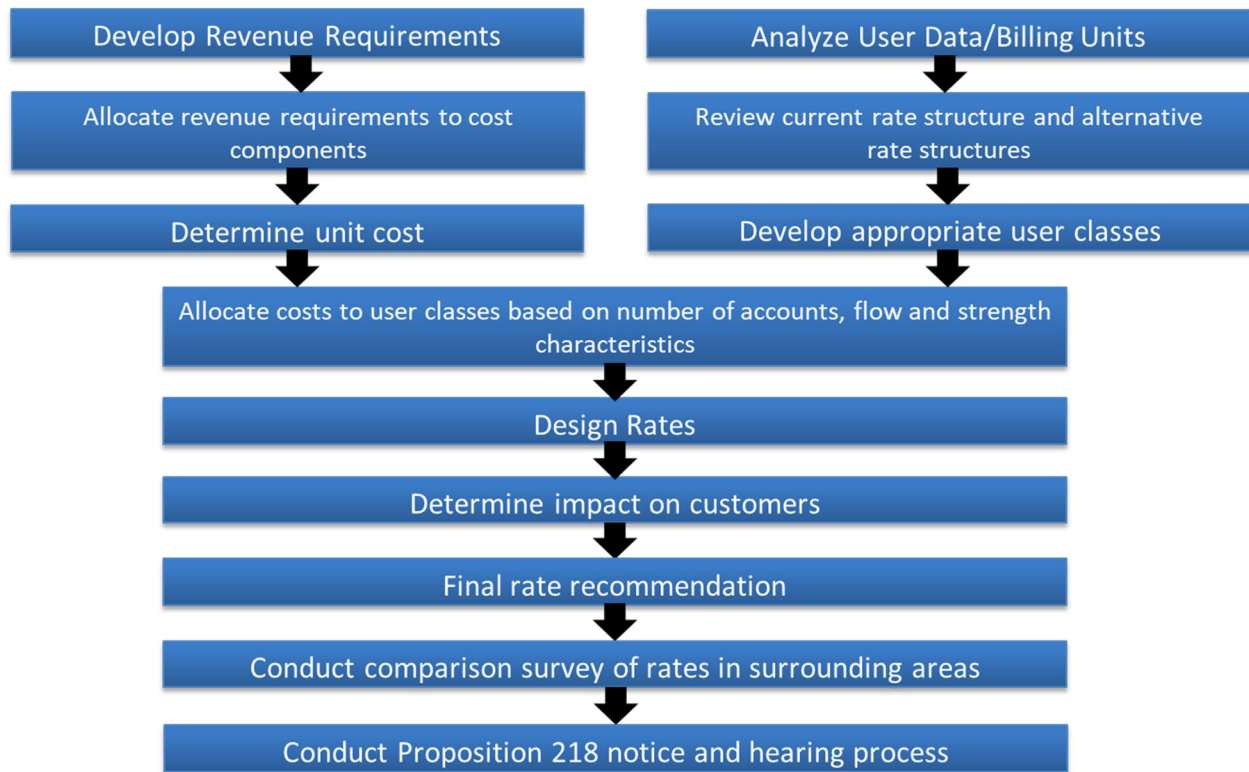 Develop Revenue Requirements
Analyze User Data/Billing Units
Allocate revenue requirements to cost
components
Review current rate structure and alternative
rate structures
Determine unit cost
Develop appropriate user classes
Allocate costs to user classes based on number of accounts, flow and strength
characteristics
Design Rates
Determine impact on customers
Final rate recommendation
Conduct comparison survey of rates in surrounding areas
Conduct Proposition 218 notice and hearing process